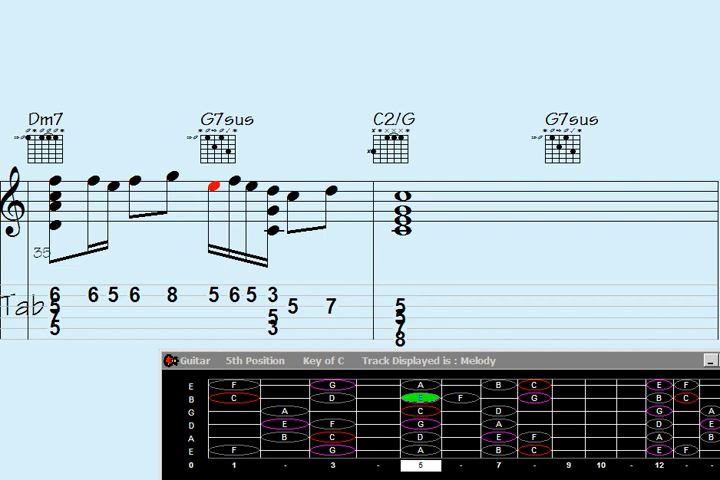 Dm7 G7sus C2/G G7sus
35
Tab
6 6 5 6 8 5 6 5 3
5 5 7 5
7 5 5
5 3 7
8
Guitar 5th Position Key of C Track Displayed is : Melody
E F G A B C E F
B C D E F G B C
G A C D G A
D E F G A D E
A B C D E F A B
E F G A B C E F
0 1 - 3 - 5 - 7 - 9 10 - 12 - -